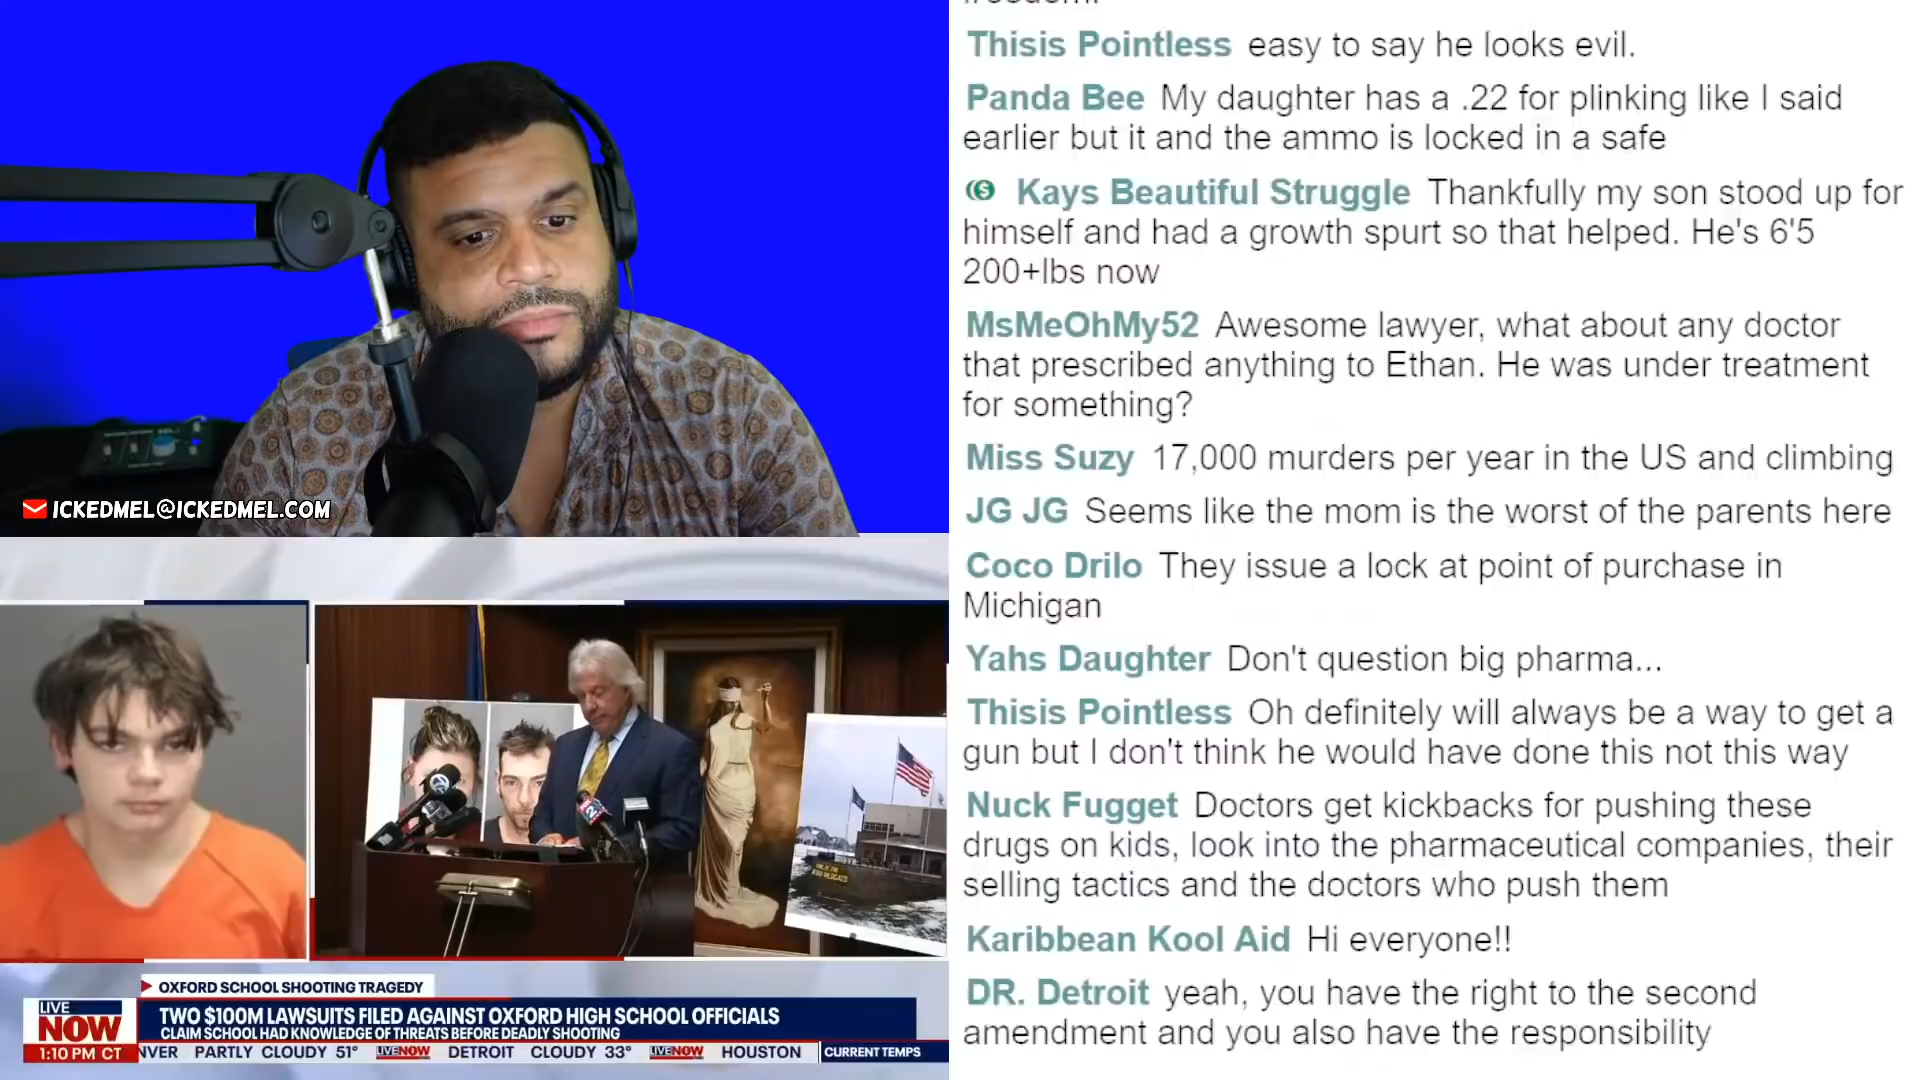 Thisis Pointless easy to say he looks evil.
Panda Bee My daughter has a .22 for plinking like I said
earlier but it and the ammo is locked in a safe
Kays Beautiful Struggle Thankfully my son stood up for
himself and had a growth spurt so that helped. He's 6'5
200+lbs now
MsMeOhMy52 Awesome lawyer, what about any doctor
that prescribed anything to Ethan. He was under treatment
for something?
Miss Suzy 17,000 murders per year in the US and climbing
JG JG Seems like the mom is the worst of the parents here
Coco Drilo They issue a lock at point of purchase in
Michigan
Yahs Daughter Don't question big pharma...
Thisis Pointless Oh definitely will always be a way to get a
gun but I don't think he would have done this not this way
Nuck Fugget Doctors get kickbacks for pushing these
drugs on kids, look into the pharmaceutical companies, their
selling tactics and the doctors who push them
Karibbean Kool Aid Hi everyone!!
DR. Detroit yeah, you have the right to the second
amendment and you also have the responsibility
ICKEDMEL@ICKEDMEL.COM
OXFORD SCHOOL SHOOTING TRAGEDY
LIVE
NOW
1:10 PM CT
TWO $100M LAWSUITS FILED AGAINST OXFORD HIGH SCHOOL OFFICIALS
CLAIM SCHOOL HAD KNOWLEDGE OF THREATS BEFORE DEADLY SHOOTING
NVER PARTLY CLOUDY 51° LIVENOW DETROIT CLOUDY 33° LIVENOW HOUSTON CURRENT TEMPS